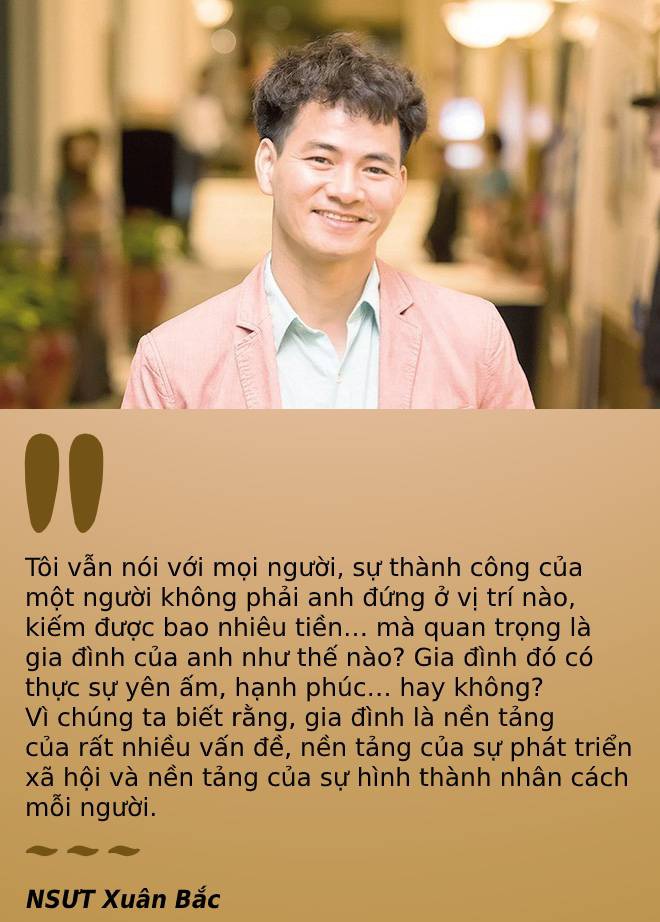 Tôi vẫn nói với mọi người, sự thành công của
một người không phải anh đứng ở vị trí nào,
kiếm được bao nhiêu tiền... mà quan trọng là
gia đình của anh như thế nào? Gia đình đó có
thực sự yên ấm, hạnh phúc... hay không?
Vì chúng ta biết rằng, gia đình là nền tảng
của rất nhiều vấn đề, nền tảng của sự phát triển
xã hội và nền tảng của sự hình thành nhân cách
mỗi người.
NSƯT Xuân Bắc